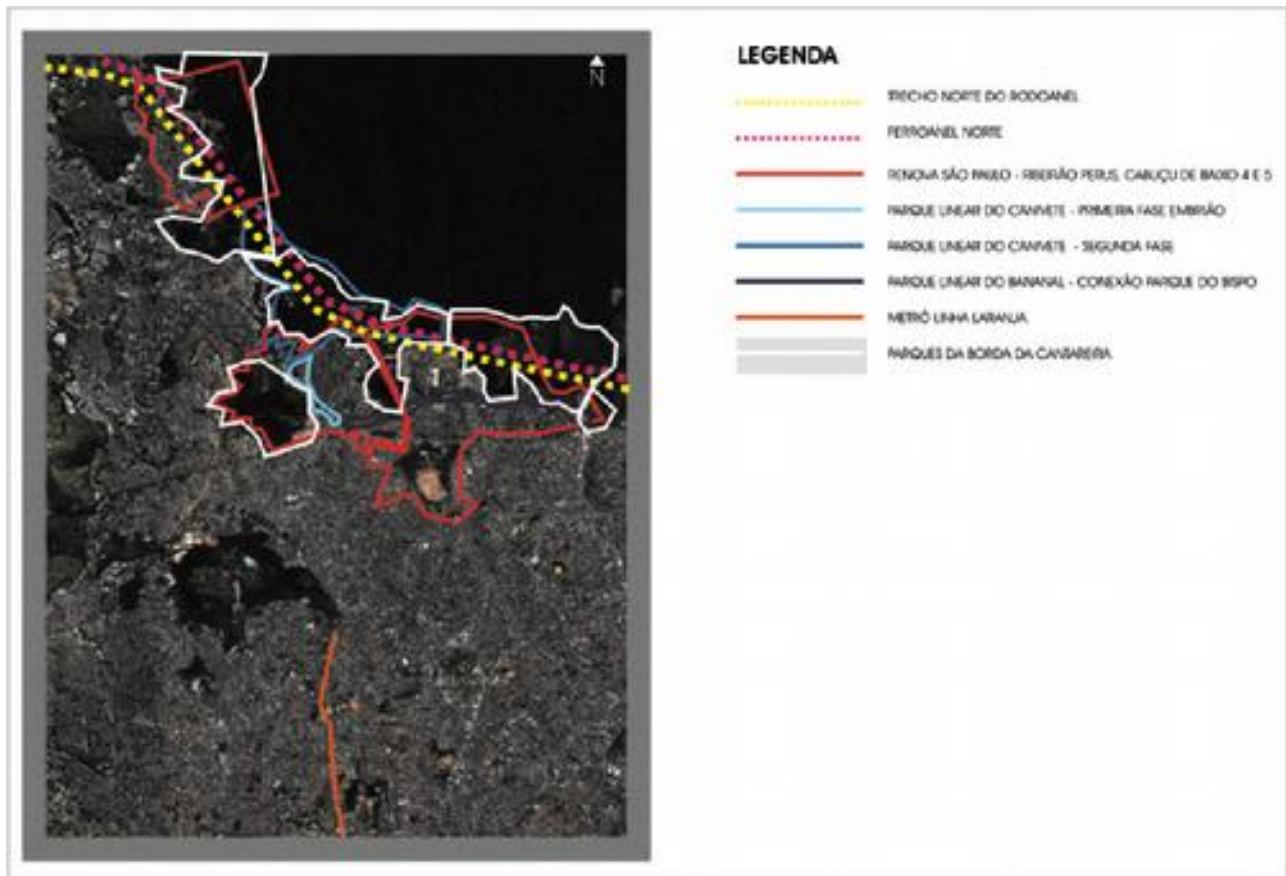 N
LEGENDA
TRECHO NORTE DO RODOANEL
FERROANEL NORTE
RENOVA SÃO PAULO - RIBEIRÃO PERUS, CABUÇU DE BAIXO 4 E 5
PARQUE LINEAR DO CANIVETE - PRIMEIRA FASE EMBRIÃO
PARQUE LINEAR DO CANIVETE - SEGUNDA FASE
PARQUE LINEAR DO BANANAL - CONEXÃO PARQUE DO BISPO
METRÔ LINHA LARANJA
PARQUES DA BORDA DA CANTAREIRA